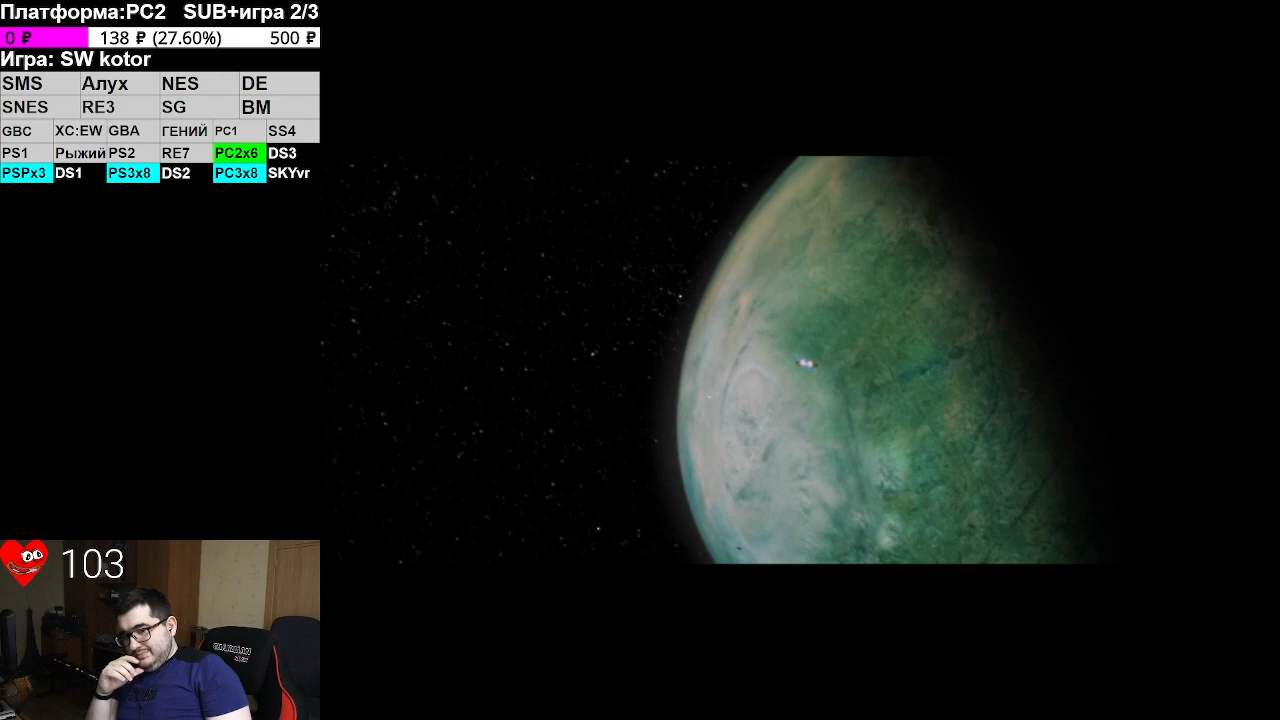 Платформа:PC2 SUB+игра 2/3
0 ₽ 138 ₽ (27.60%) 500 ₽
Игра: SW kotor
SMS Алух NES DE
SNES RE3 SG BM
GBC XC:EW GBA ГЕНИЙ PC1 SS4
PS1 Рыжий PS2 RE7 PC2x6 DS3
PSPx3 DS1 PS3x8 DS2 PC3x8 SKYvr
103